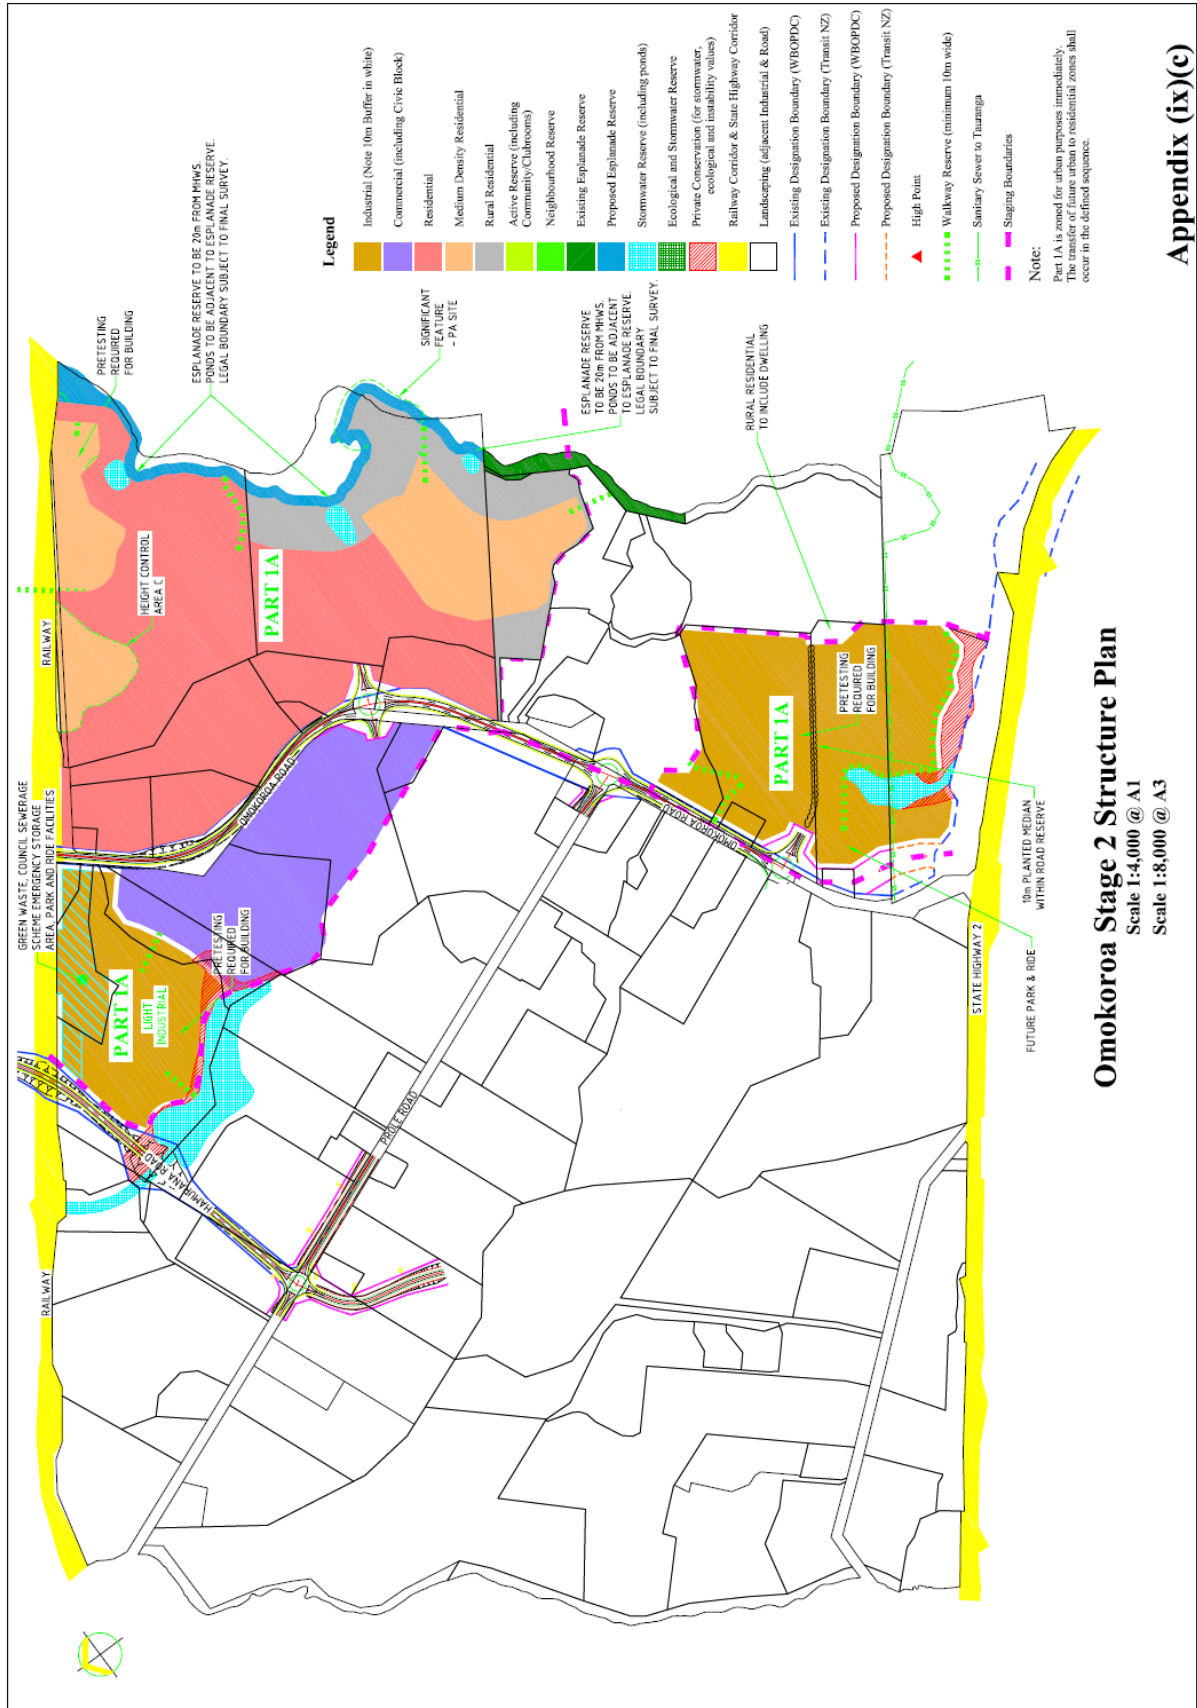 GREEN WASTE, COUNCIL SEWERAGE
SCHEME EMERGENCY STORAGE
AREA, PARK AND RIDE FACILITIES
RAILWAY
RAILWAY
PRETESTING
REQUIRED
FOR BUILDING
ESPLANADE RESERVE TO BE 20m FROM MHWS.
PONDS TO BE ADJACENT TO ESPLANADE RESERVE.
LEGAL BOUNDARY SUBJECT TO FINAL SURVEY.
HEIGHT CONTROL
AREA C
PART 1A
SIGNIFICANT
FEATURE
- PA SITE
PART 1A
LIGHT
INDUSTRIAL
PRETESTING
REQUIRED
FOR BUILDING
OMOKOROA ROAD
HAMURANA ROAD
PROLE ROAD
ESPLANADE RESERVE
TO BE 20m FROM MHWS.
PONDS TO BE ADJACENT
TO ESPLANADE RESERVE.
LEGAL BOUNDARY
SUBJECT TO FINAL SURVEY.
RURAL RESIDENTIAL
TO INCLUDE DWELLING
OMOKOROA ROAD
PART 1A
PRETESTING
REQUIRED
FOR BUILDING
STATE HIGHWAY 2
FUTURE PARK & RIDE
10m PLANTED MEDIAN
WITHIN ROAD RESERVE
Legend
Industrial (Note 10m Buffer in white)
Commercial (including Civic Block)
Residential
Medium Density Residential
Rural Residential
Active Reserve (including
Community/Clubrooms)
Neighbourhood Reserve
Existing Esplanade Reserve
Proposed Esplanade Reserve
Stormwater Reserve (including ponds)
Ecological and Stormwater Reserve
Private Conservation (for stormwater,
ecological and instability values)
Railway Corridor & State Highway Corridor
Landscaping (adjacent Industrial & Road)
Existing Designation Boundary (WBOPDC)
Existing Designation Boundary (Transit NZ)
Proposed Designation Boundary (WBOPDC)
Proposed Designation Boundary (Transit NZ)
High Point
Walkway Reserve (minimum 10m wide)
Sanitary Sewer to Tauranga
Staging Boundaries
Note:
Part 1A is zoned for urban purposes immediately.
The transfer of future urban to residential zones shall
occur in the defined sequence.
Omokoroa Stage 2 Structure Plan
Scale 1:4,000 @ A1
Scale 1:8,000 @ A3
Appendix (ix)(c)